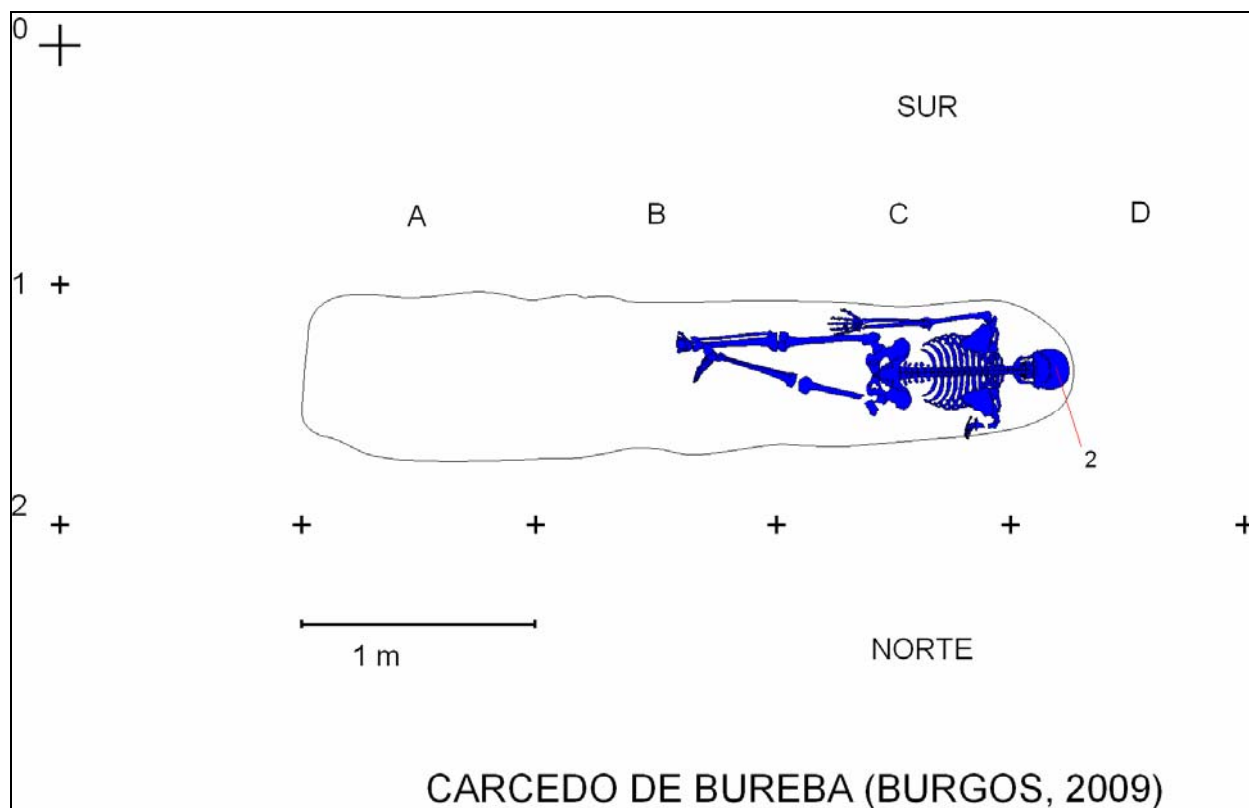 0
SUR
A B C D
1
2
2
1 m
NORTE
CARCEDO DE BUREBA (BURGOS, 2009)